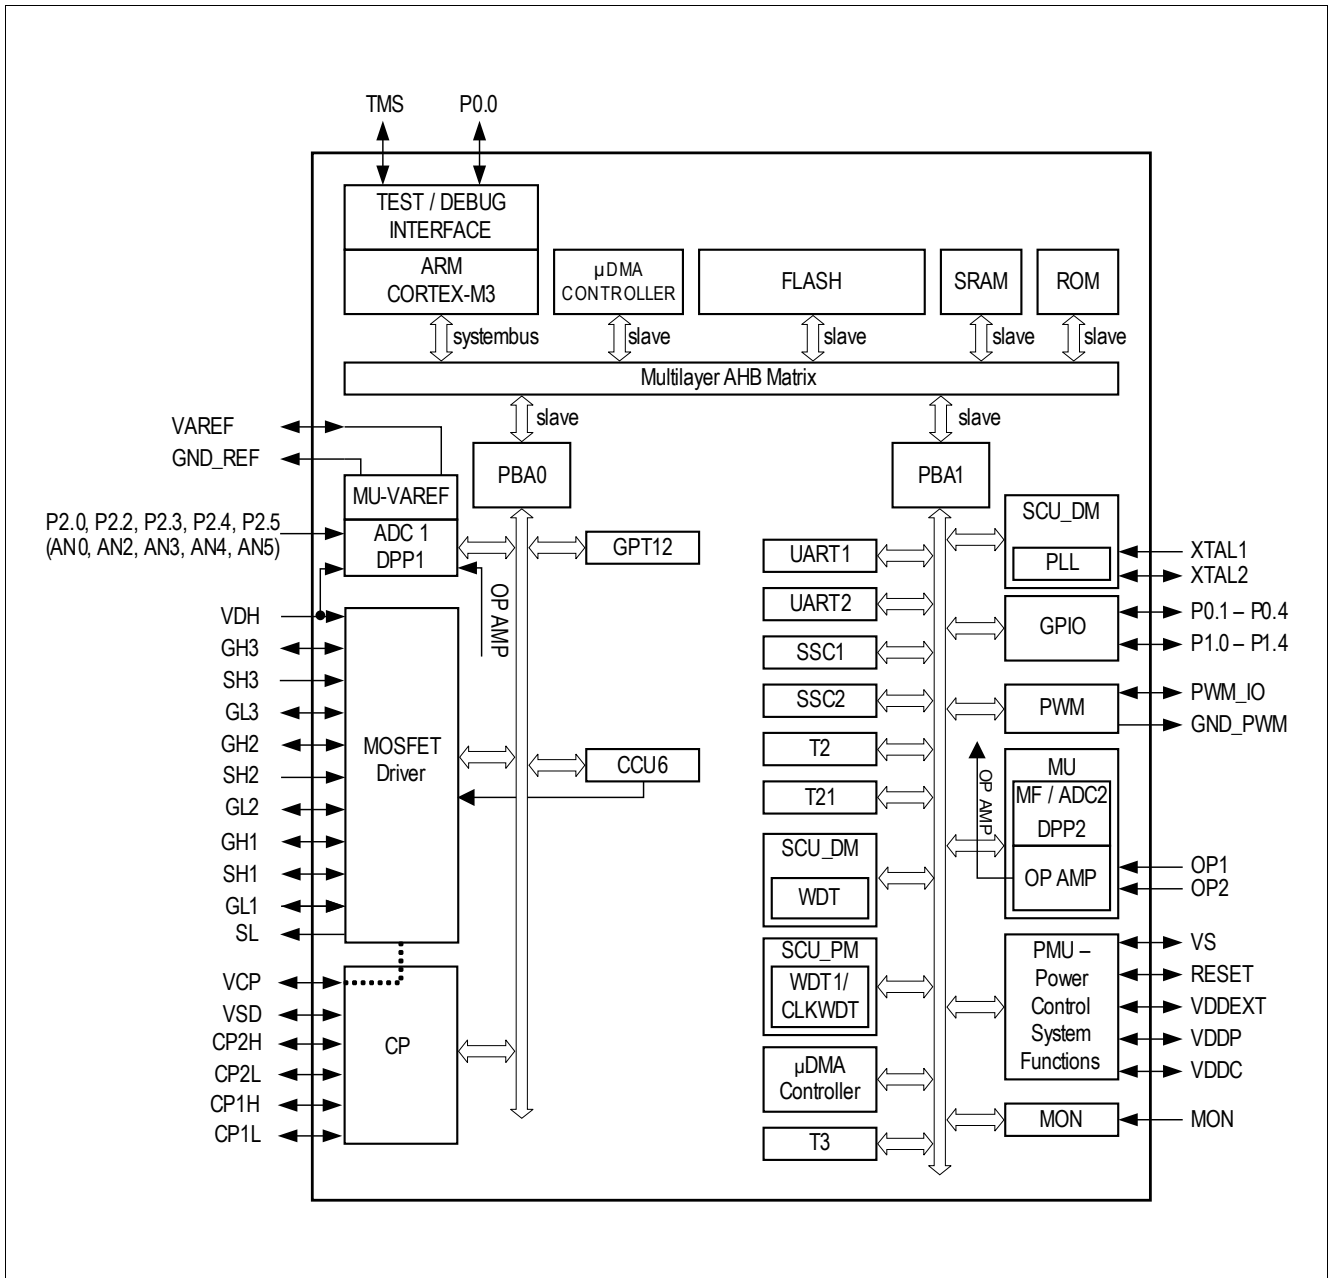 TMS
P0.0
TEST / DEBUG
INTERFACE
ARM
CORTEX-M3
µDMA
CONTROLLER
FLASH
SRAM
ROM
systembus
slave
slave
slave
slave
Multilayer AHB Matrix
slave
slave
VAREF
GND_REF
MU-VAREF
PBA0
PBA1
P2.0, P2.2, P2.3, P2.4, P2.5
(AN0, AN2, AN3, AN4, AN5)
ADC 1
DPP1
GPT12
OP AMP
VDH
GH3
SH3
GL3
GH2
SH2
GL2
GH1
SH1
GL1
SL
MOSFET
Driver
CCU6
VCP
VSD
CP2H
CP2L
CP1H
CP1L
CP
UART1
UART2
SSC1
SSC2
T2
T21
SCU_DM
WDT
SCU_PM
WDT1/
CLKWDT
µDMA
Controller
T3
SCU_DM
PLL
XTAL1
XTAL2
GPIO
P0.1 – P0.4
P1.0 – P1.4
PWM
PWM_IO
GND_PWM
OP AMP
MU
MF / ADC2
DPP2
OP AMP
OP1
OP2
PMU –
Power
Control
System
Functions
VS
RESET
VDDEXT
VDDP
VDDC
MON
MON